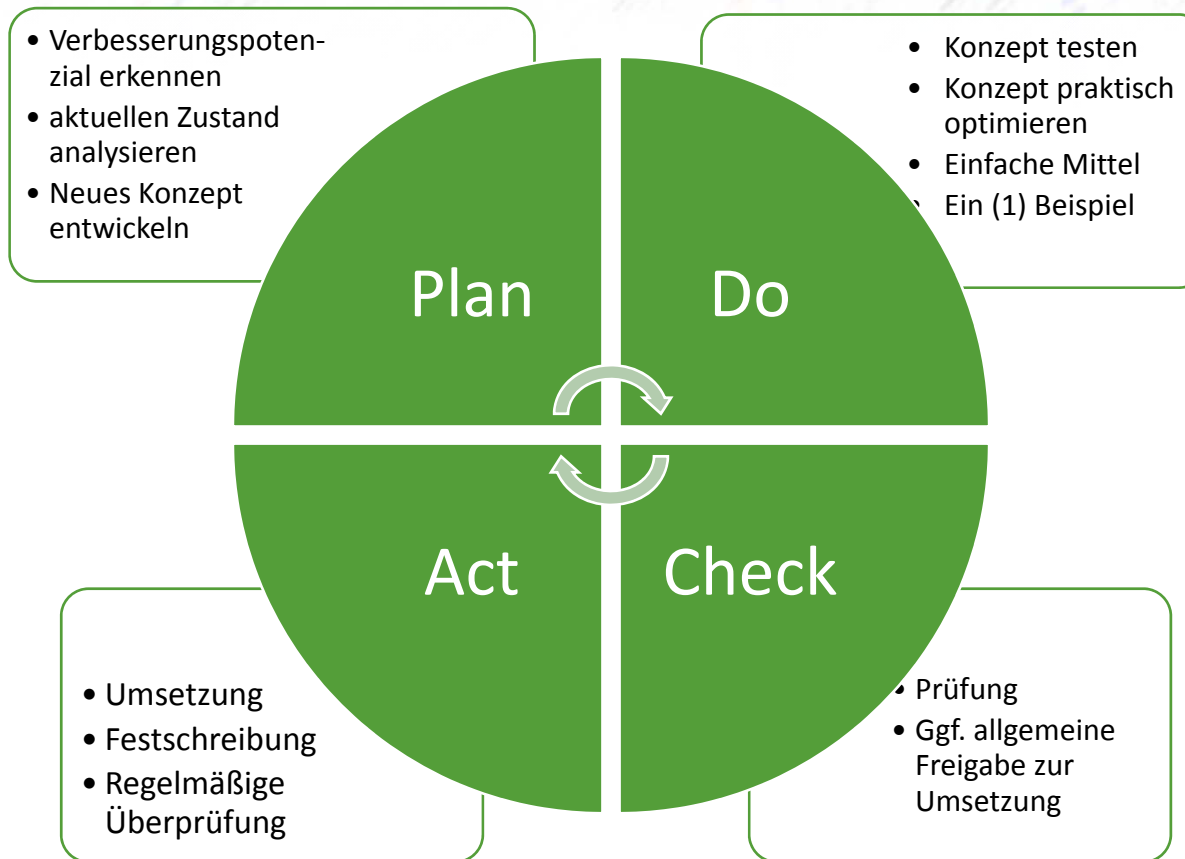 • Verbesserungspoten-
zial erkennen
• aktuellen Zustand
analysieren
• Neues Konzept
entwickeln
• Konzept testen
• Konzept praktisch
optimieren
• Einfache Mittel
• Ein (1) Beispiel
Plan
Do
Act
Check
• Umsetzung
• Festschreibung
• Regelmäßige
Überprüfung
• Prüfung
• Ggf. allgemeine
Freigabe zur
Umsetzung